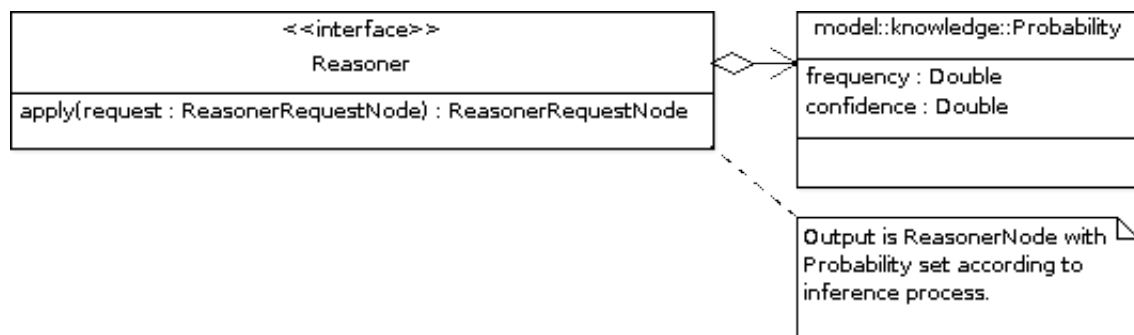 <<interface>>
Reasoner
apply(request : ReasonerRequestNode) : ReasonerRequestNode
model::knowledge::Probability
frequency : Double
confidence : Double
Output is ReasonerNode with
Probability set according to
inference process.